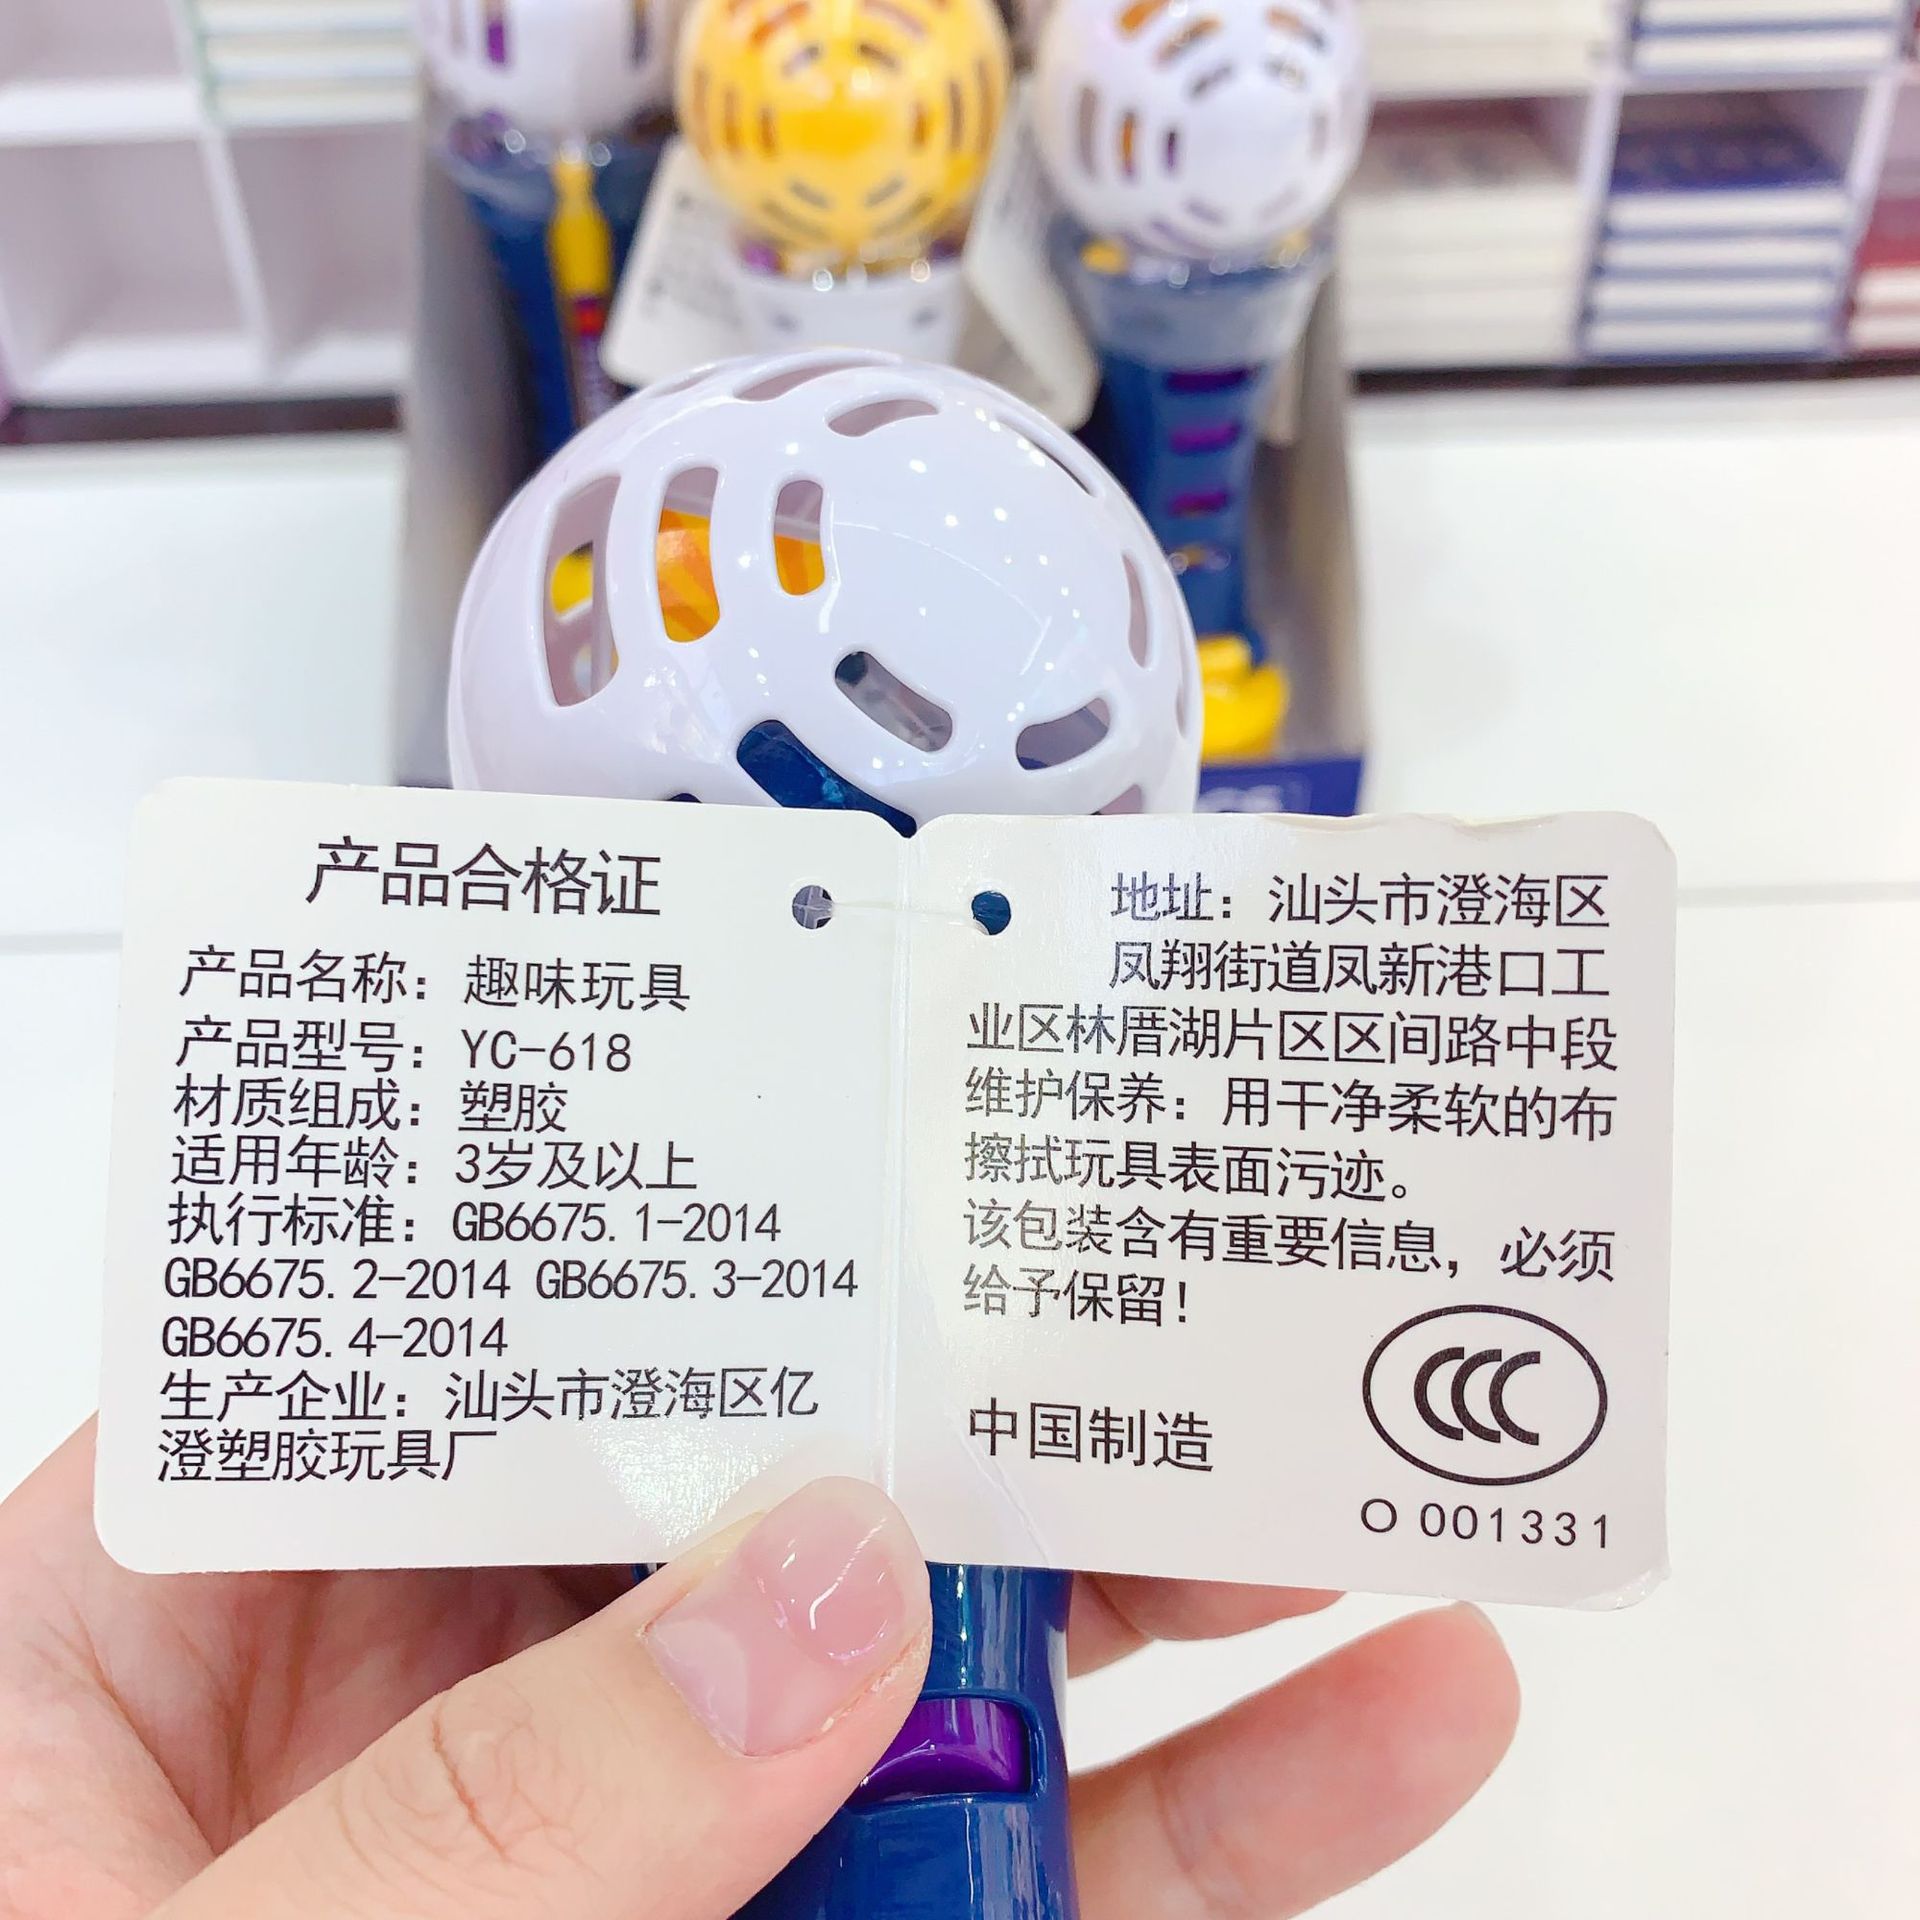 产品合格证
产品名称：趣味玩具
产品型号：YC-618
材质组成：塑胶
适用年龄：3岁及以上
执行标准：GB6675.1-2014
GB6675.2-2014 GB6675.3-2014
GB6675.4-2014
生产企业：汕头市澄海区亿
澄塑胶玩具厂
地址：汕头市澄海区
凤翔街道凤新港口工
业区林厝湖片区区间路中段
维护保养：用干净柔软的布
擦拭玩具表面污迹。
该包装含有重要信息，必须
给予保留！
中国制造
CCC
O 001331